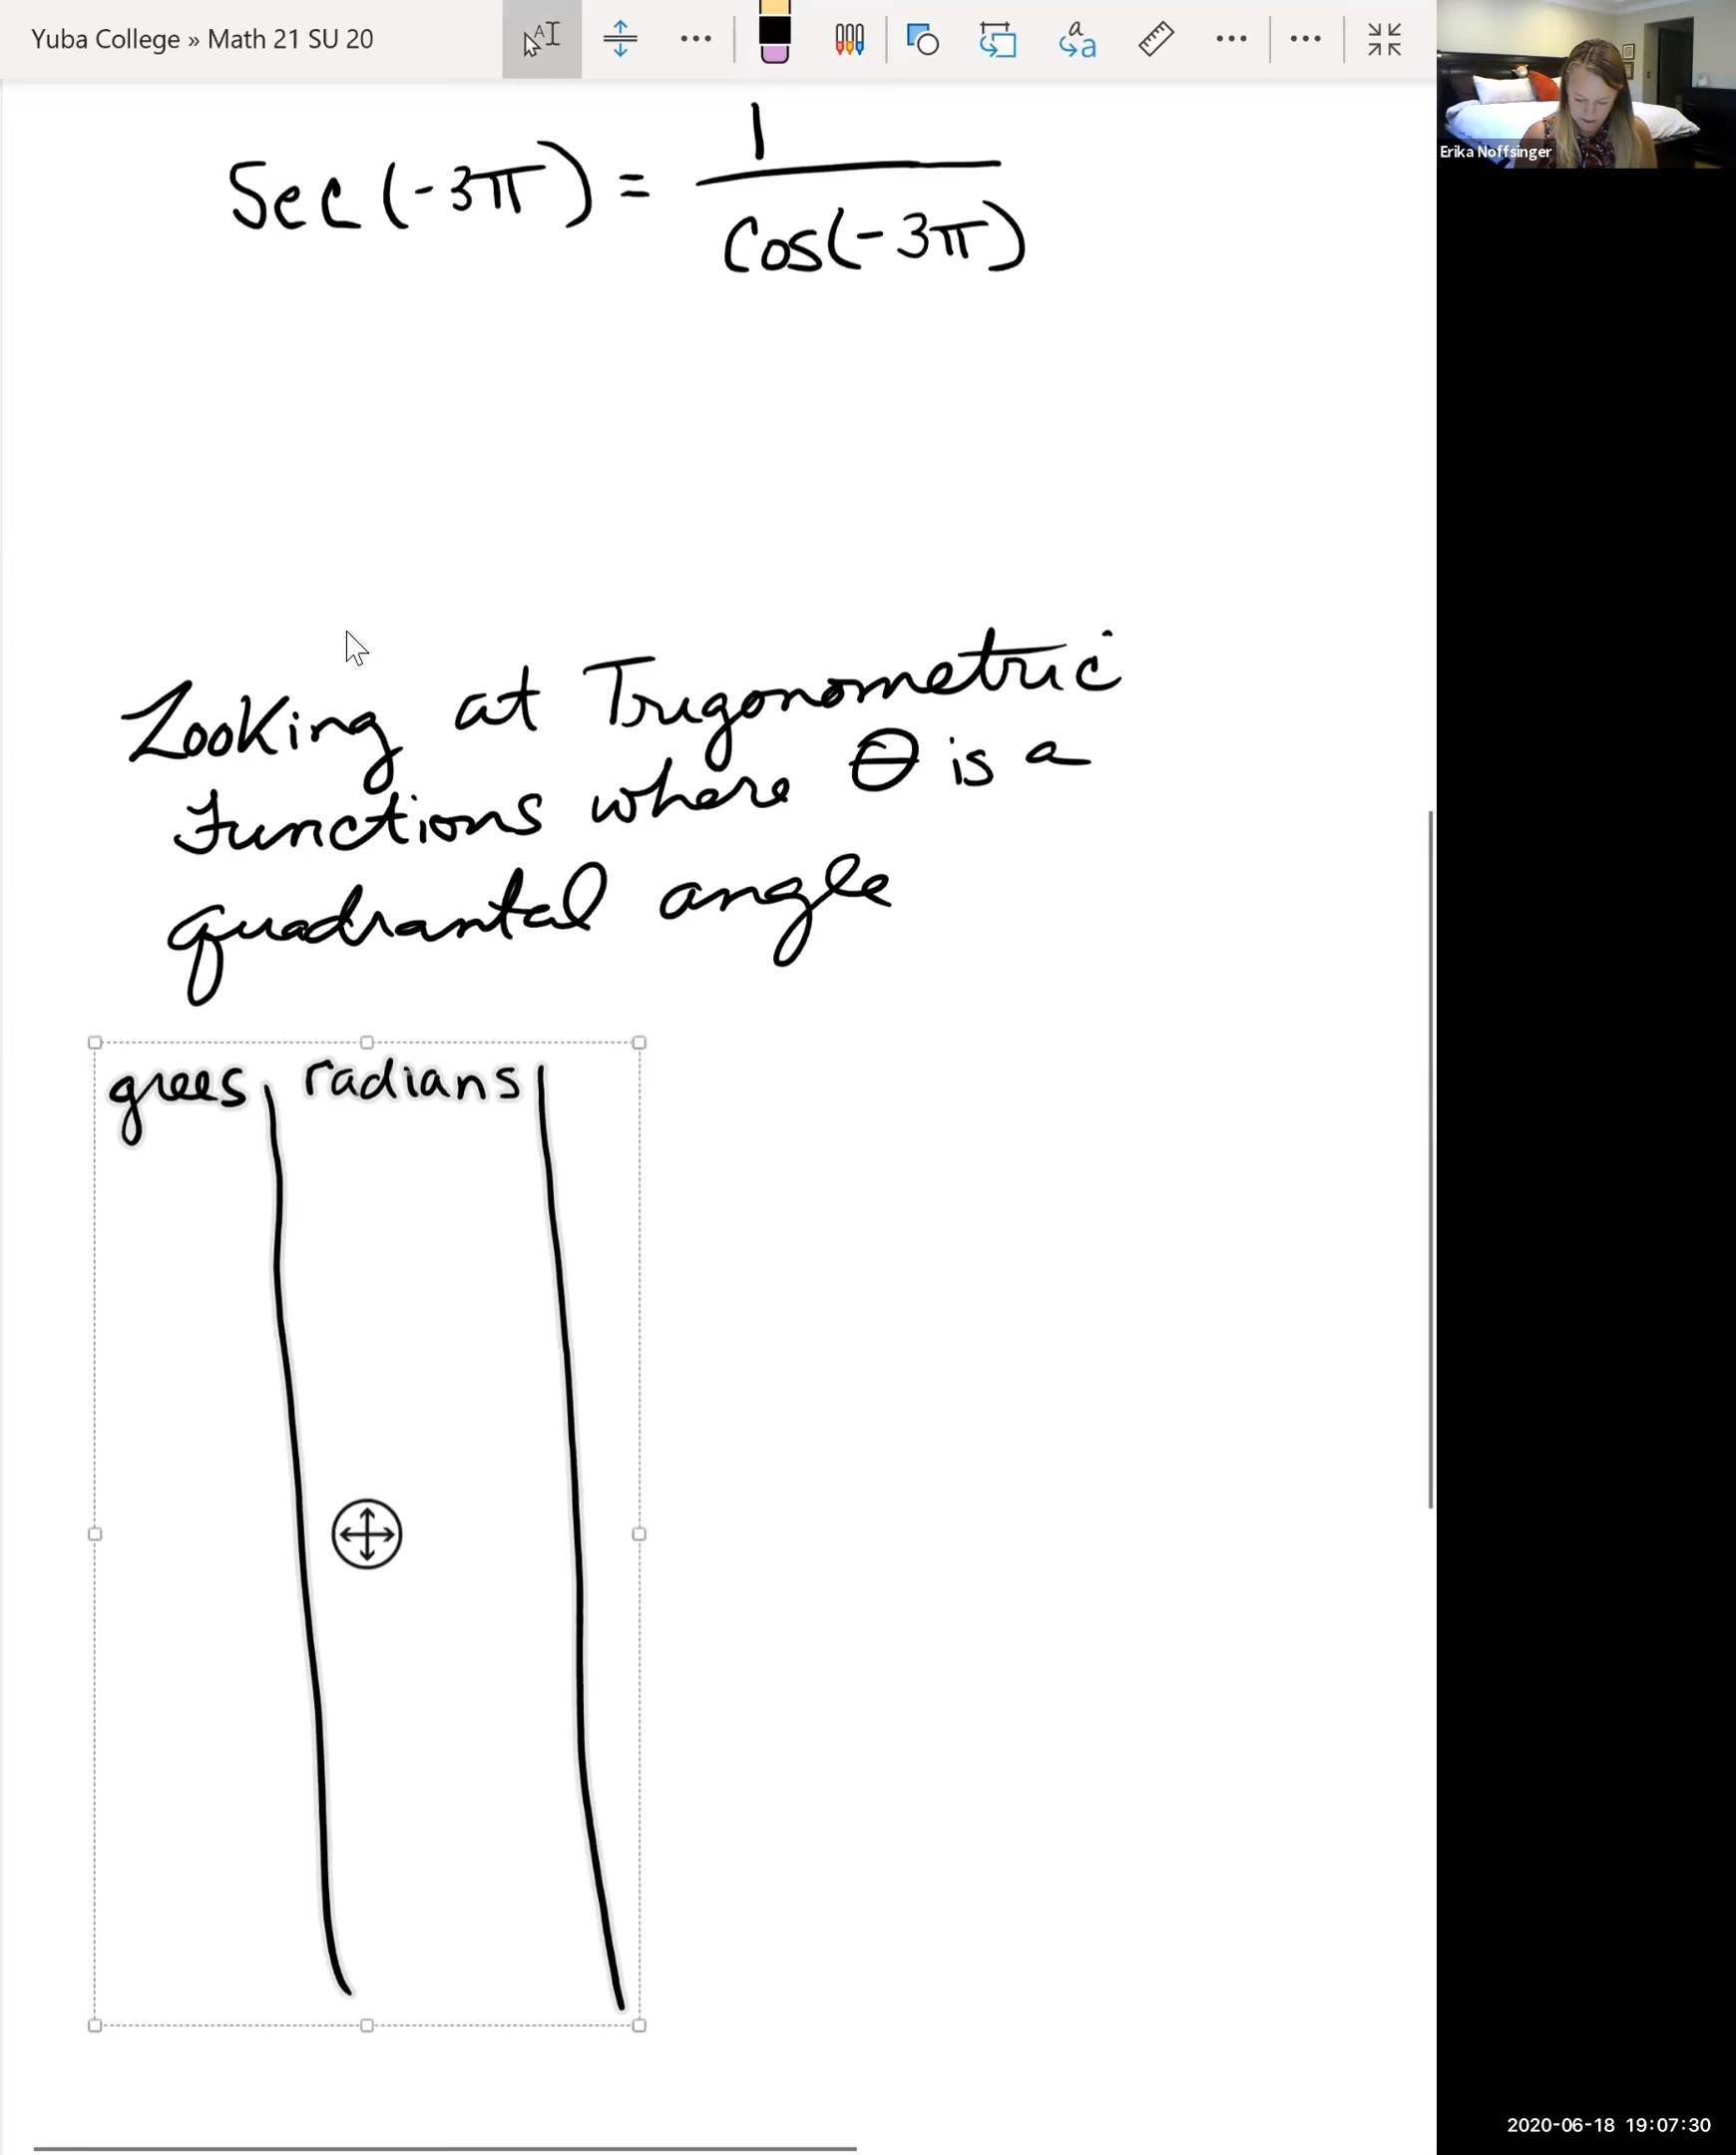 Yuba College » Math 21 SU 20
Erika Noffsinger
Sec(-3π) = 1 / Cos(-3π)
Looking at Trigonometric
Functions where θ is a
quadrantal angle
grees radians
2020-06-18 19:07:30